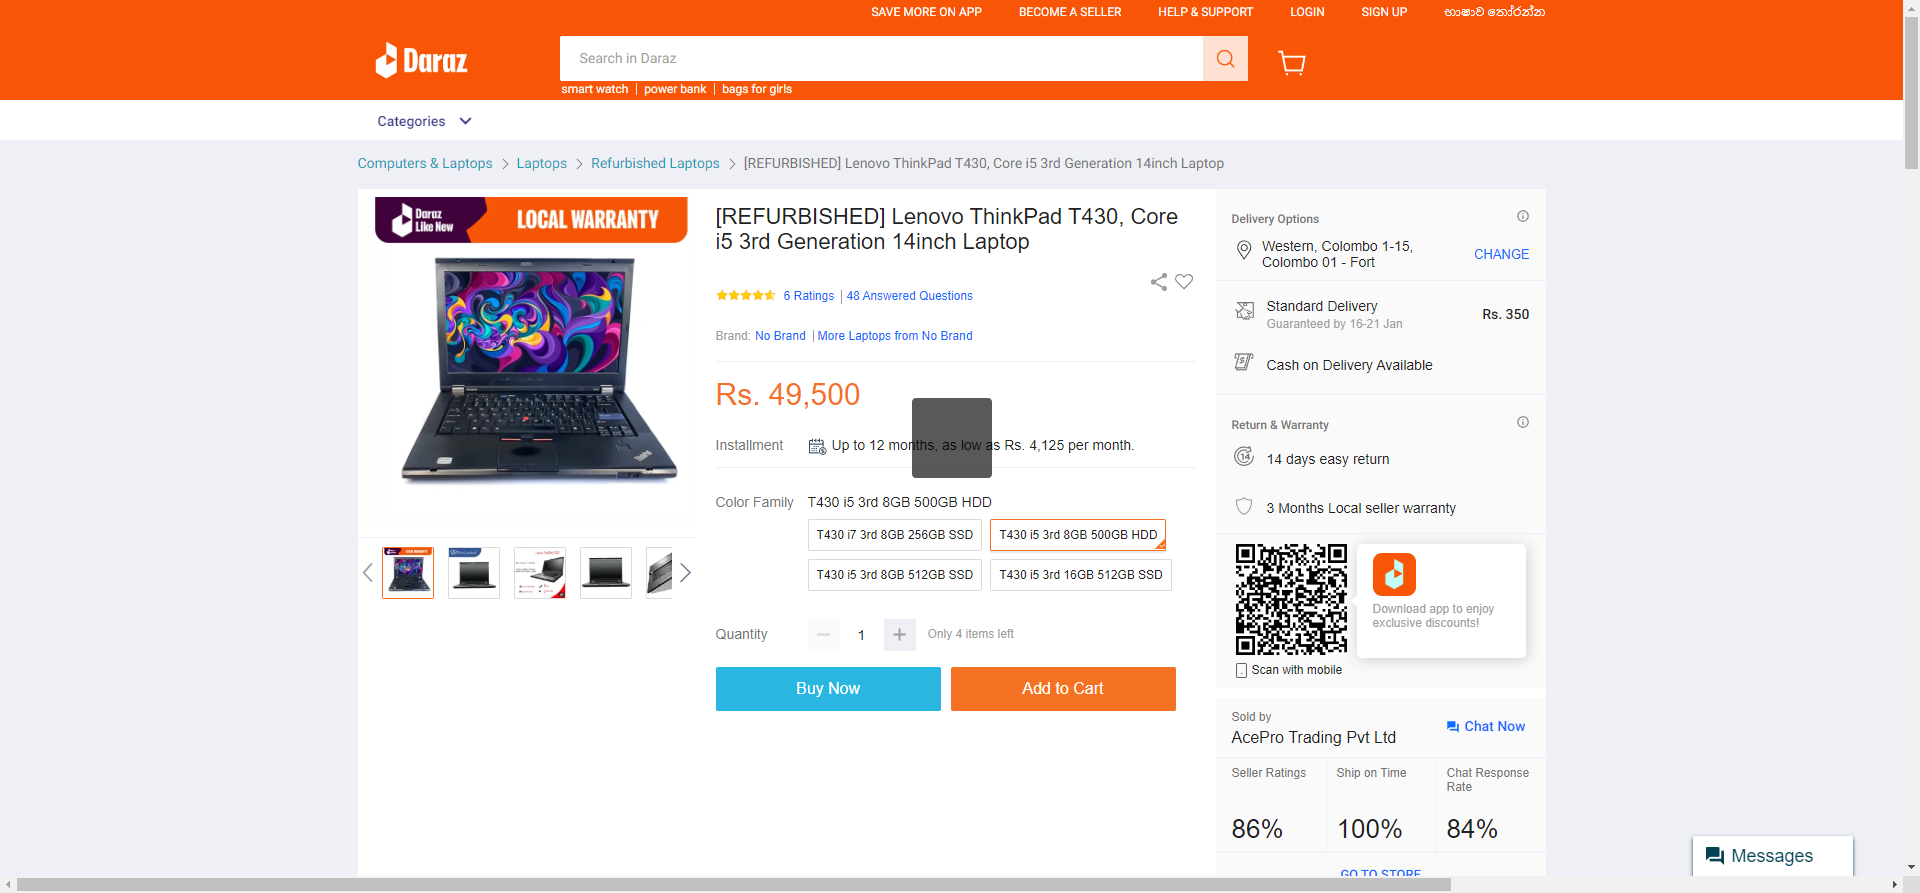 SAVE MORE ON APP
BECOME A SELLER
HELP & SUPPORT
LOGIN
SIGN UP
භාෂාව තෝරන්න
Daraz
Search in Daraz
smart watch | power bank | bags for girls
Categories
Computers & Laptops > Laptops > Refurbished Laptops > [REFURBISHED] Lenovo ThinkPad T430, Core i5 3rd Generation 14inch Laptop
Daraz
Like New
LOCAL WARRANTY
[REFURBISHED] Lenovo ThinkPad T430, Core
i5 3rd Generation 14inch Laptop
6 Ratings | 48 Answered Questions
Brand: No Brand | More Laptops from No Brand
Rs. 49,500
Installment Up to 12 months, as low as Rs. 4,125 per month.
Color Family T430 i5 3rd 8GB 500GB HDD
T430 i7 3rd 8GB 256GB SSD
T430 i5 3rd 8GB 500GB HDD
T430 i5 3rd 8GB 512GB SSD
T430 i5 3rd 16GB 512GB SSD
Quantity 1 Only 4 items left
Buy Now
Add to Cart
Delivery Options
Western, Colombo 1-15,
Colombo 01 - Fort
CHANGE
Standard Delivery
Rs. 350
Guaranteed by 16-21 Jan
Cash on Delivery Available
Return & Warranty
14 days easy return
3 Months Local seller warranty
Download app to enjoy
exclusive discounts!
Scan with mobile
Sold by
AcePro Trading Pvt Ltd
Chat Now
Seller Ratings
86%
Ship on Time
100%
Chat Response
Rate
84%
GO TO STORE
Messages